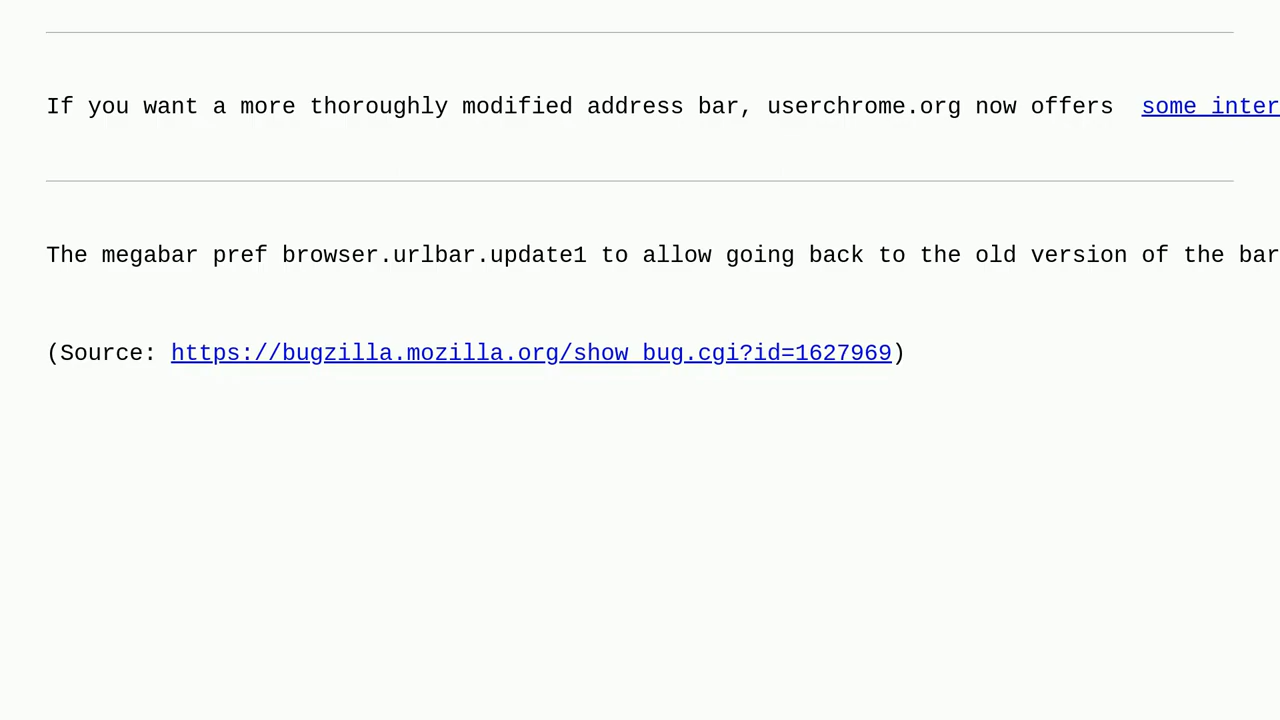 If you want a more thoroughly modified address bar, userchrome.org now offers  some inter
The megabar pref browser.urlbar.update1 to allow going back to the old version of the bar
(Source: https://bugzilla.mozilla.org/show_bug.cgi?id=1627969)